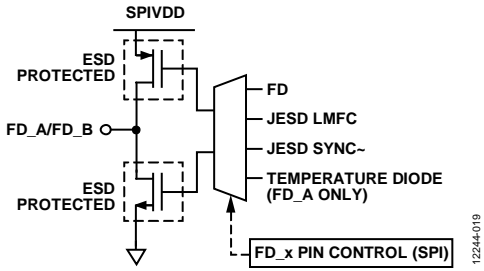 SPIVDD
ESD
PROTECTED
FD
JESD LMFC
FD_A/FD_B
JESD SYNC~
TEMPERATURE DIODE
(FD_A ONLY)
ESD
PROTECTED
FD_x PIN CONTROL (SPI)
12244-019